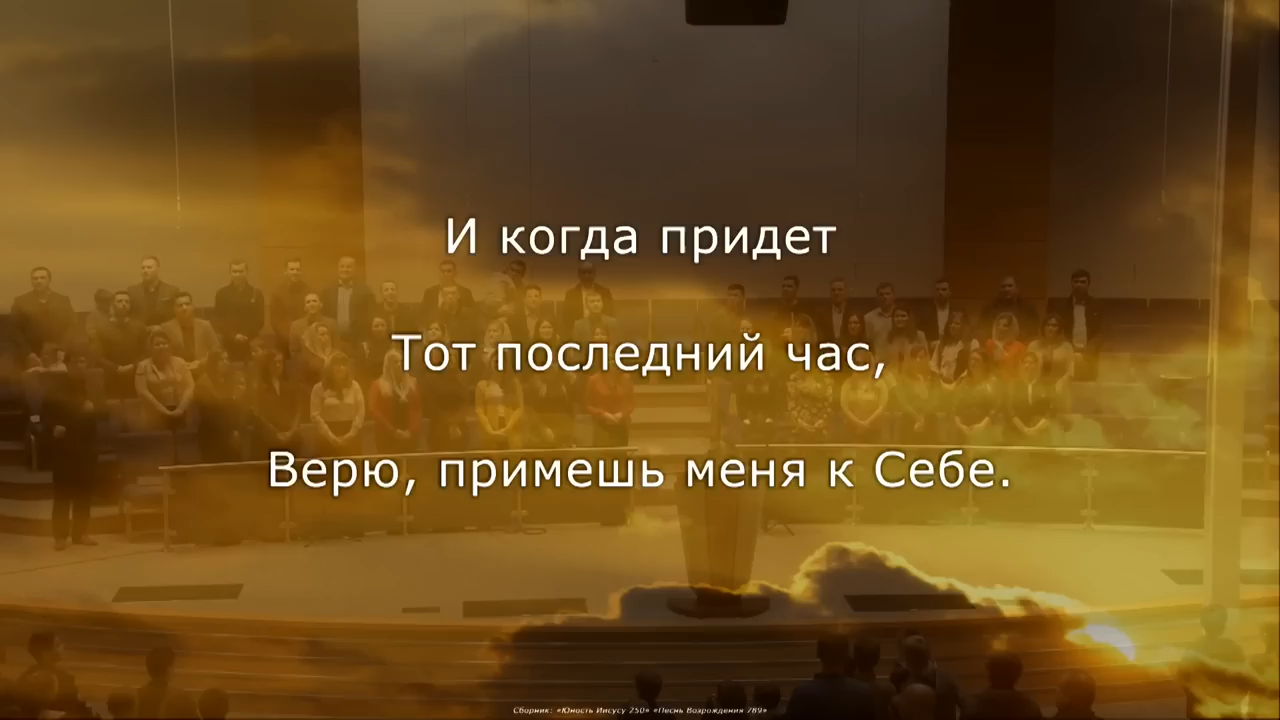 И когда придет
Тот последний час,
Верю, примешь меня к Себе.
Сборник: «Юность Иисусу 250» «Песнь Возрождения 789»